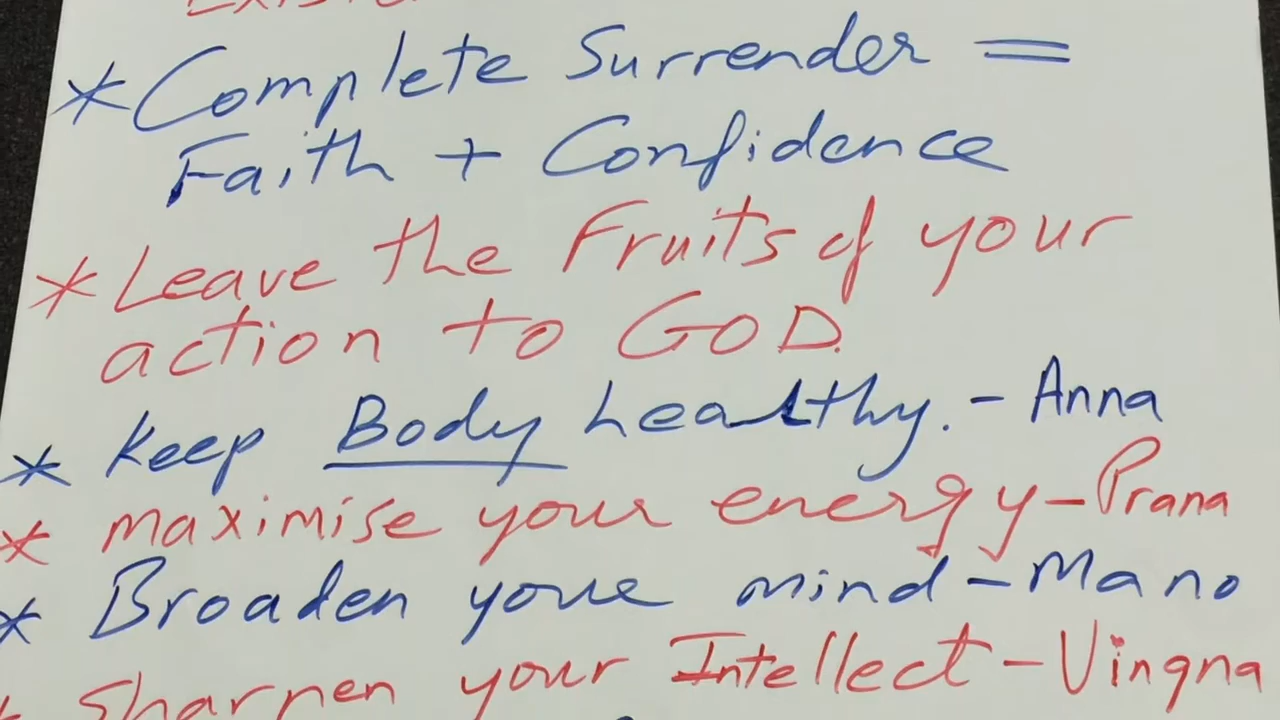 * Complete Surrender =
Faith + Confidence
* Leave the Fruits of your
action to GOD.
* Keep Body healthy. - Anna
* maximise your energy - Prana
* Broaden your mind - Mano
* Sharpen your Intellect - Vingna